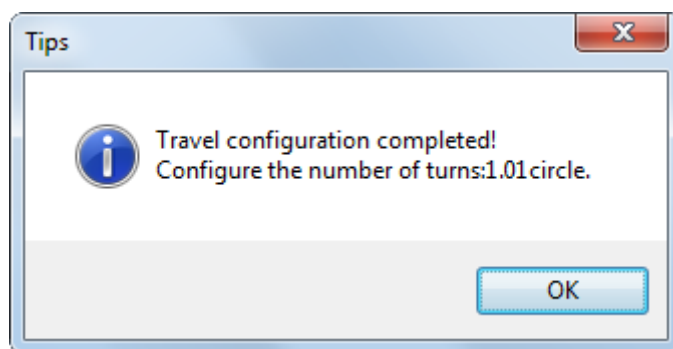 Tips
Travel configuration completed!
Configure the number of turns:1.01circle.
OK